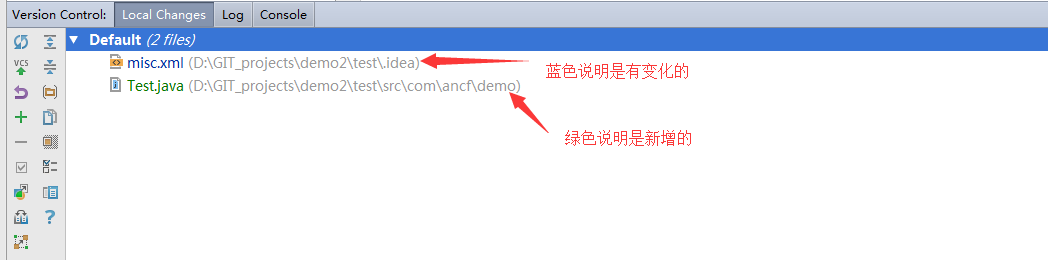 Version Control: Local Changes Log Console
Default (2 files)
misc.xml (D:\GIT_projects\demo2\test\.idea)
蓝色说明是有变化的
Test.java (D:\GIT_projects\demo2\test\src\com\ancf\demo)
绿色说明是新增的
VCS
?